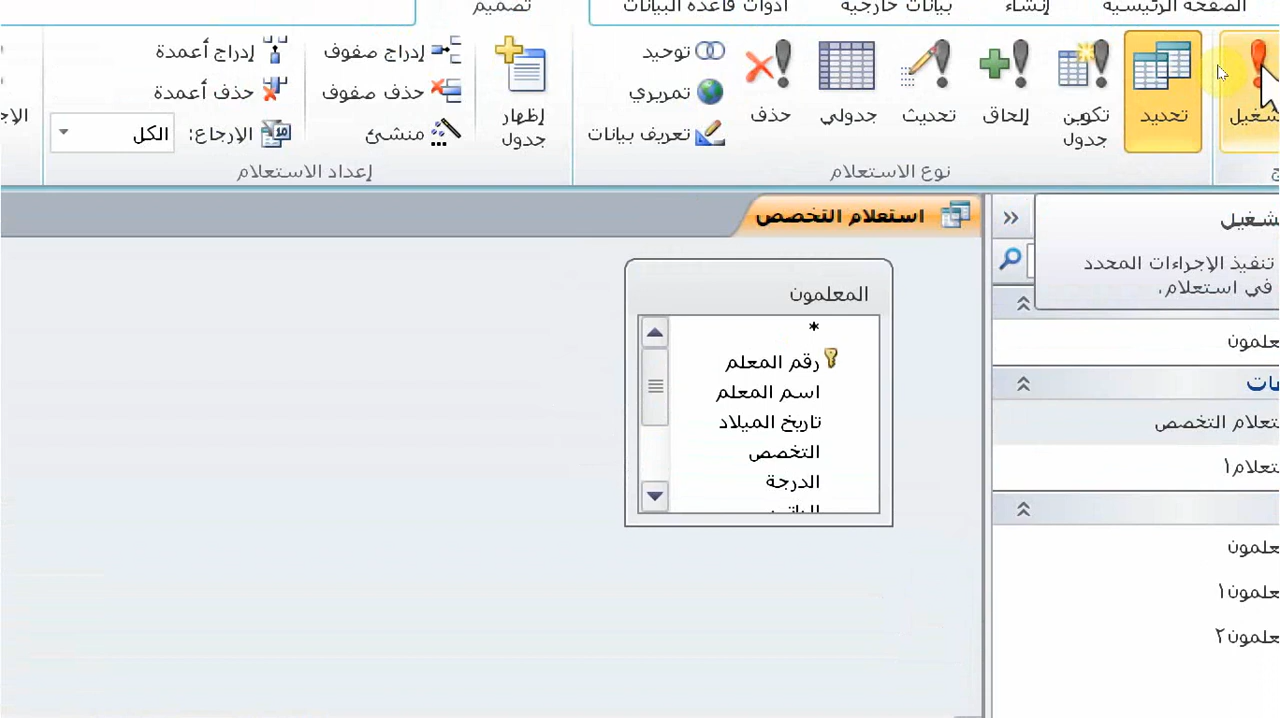 الصفحة الرئيسية
إنشاء
بيانات خارجية
أدوات قاعدة البيانات
تصميم
تحديد
تكوين جدول
إلحاق
تحديث
جدولي
حذف
توحيد
تمريري
تعريف بيانات
نوع الاستعلام
إظهار جدول
إدراج صفوف
حذف صفوف
منشئ
إدراج أعمدة
حذف أعمدة
الإرجاع:
الكل
إعداد الاستعلام
تنفيذ الإجراءات المحدد
في استعلام.
استعلام التخصص
المعلمون
*
رقم المعلم
اسم المعلم
تاريخ الميلاد
التخصص
الدرجة